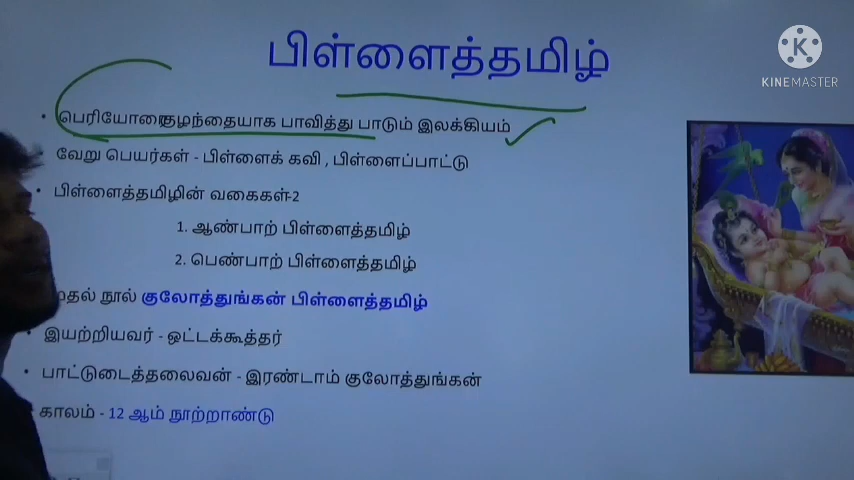 பிள்ளைத்தமிழ்
KINEMASTER
• பெரியோரை குழந்தையாக பாவித்து பாடும் இலக்கியம்
வேறு பெயர்கள் - பிள்ளைக் கவி , பிள்ளைப்பாட்டு
• பிள்ளைத்தமிழின் வகைகள்-2
1. ஆண்பாற் பிள்ளைத்தமிழ்
2. பெண்பாற் பிள்ளைத்தமிழ்
நூல் குலோத்துங்கன் பிள்ளைத்தமிழ்
• இயற்றியவர் - ஒட்டக்கூத்தர்
• பாட்டுடைத்தலைவன் - இரண்டாம் குலோத்துங்கன்
காலம் - 12 ஆம் நூற்றாண்டு